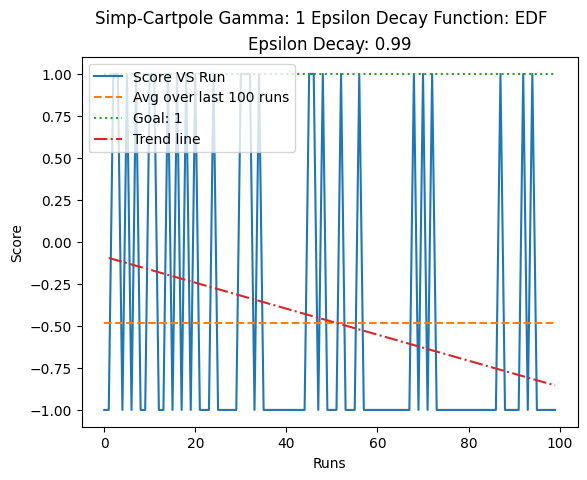 Simp-Cartpole Gamma: 1 Epsilon Decay Function: EDF
Epsilon Decay: 0.99
1.00
0.75
0.50
0.25
0.00
−0.25
−0.50
−0.75
−1.00
Score
Score VS Run
Avg over last 100 runs
Goal: 1
Trend line
0
20
40
60
80
100
Runs